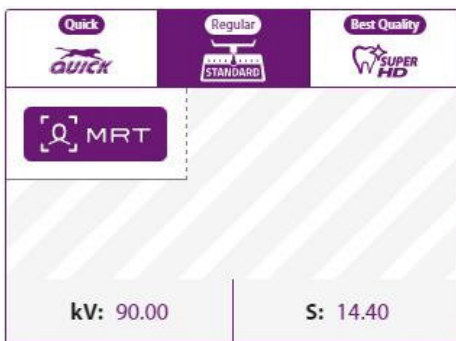 Quick
Regular
Best Quality
QUICK
STANDARD
SUPER
HD
MRT
kV: 90.00
S: 14.40